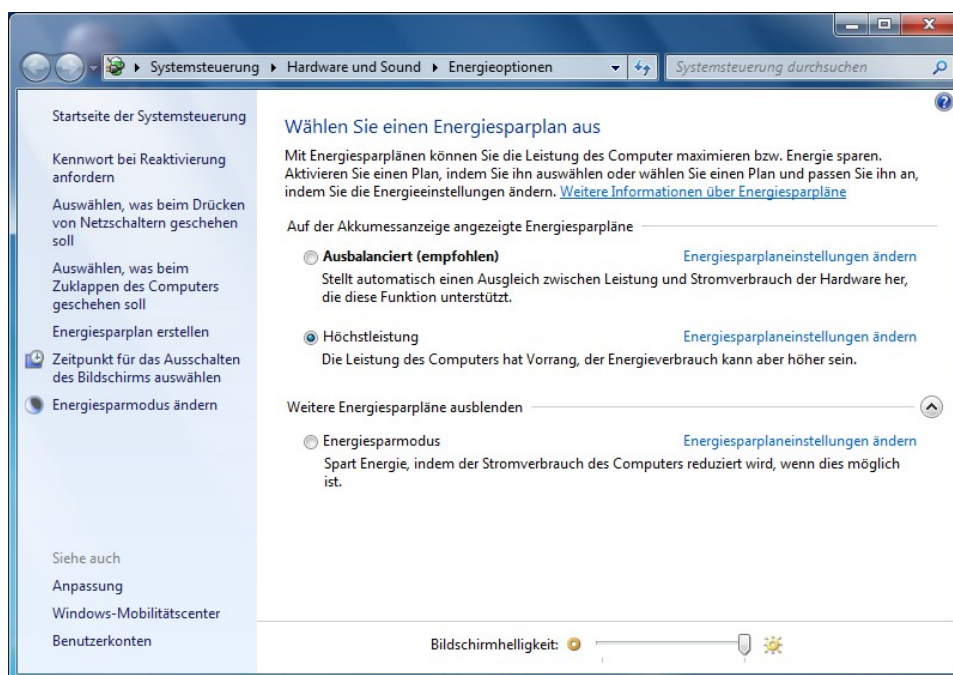 Systemsteuerung Hardware und Sound Energieoptionen
Systemsteuerung durchsuchen
Startseite der Systemsteuerung
Kennwort bei Reaktivierung
anfordern
Auswählen, was beim Drücken
von Netzschaltern geschehen
soll
Auswählen, was beim
Zuklappen des Computers
geschehen soll
Energiesparplan erstellen
Zeitpunkt für das Ausschalten
des Bildschirms auswählen
Energiesparmodus ändern
Siehe auch
Anpassung
Windows-Mobilitätscenter
Benutzerkonten
Wählen Sie einen Energiesparplan aus
Mit Energiesparplänen können Sie die Leistung des Computer maximieren bzw. Energie sparen.
Aktivieren Sie einen Plan, indem Sie ihn auswählen oder wählen Sie einen Plan und passen Sie ihn an,
indem Sie die Energieeinstellungen ändern. Weitere Informationen über Energiesparpläne
Auf der Akkumessanzeige angezeigte Energiesparpläne
Ausbalanciert (empfohlen) Energiesparplaneinstellungen ändern
Stellt automatisch einen Ausgleich zwischen Leistung und Stromverbrauch der Hardware her,
die diese Funktion unterstützt.
Höchstleistung Energiesparplaneinstellungen ändern
Die Leistung des Computers hat Vorrang, der Energieverbrauch kann aber höher sein.
Weitere Energiesparpläne ausblenden
Energiesparmodus Energiesparplaneinstellungen ändern
Spart Energie, indem der Stromverbrauch des Computers reduziert wird, wenn dies möglich
ist.
Bildschirmhelligkeit: